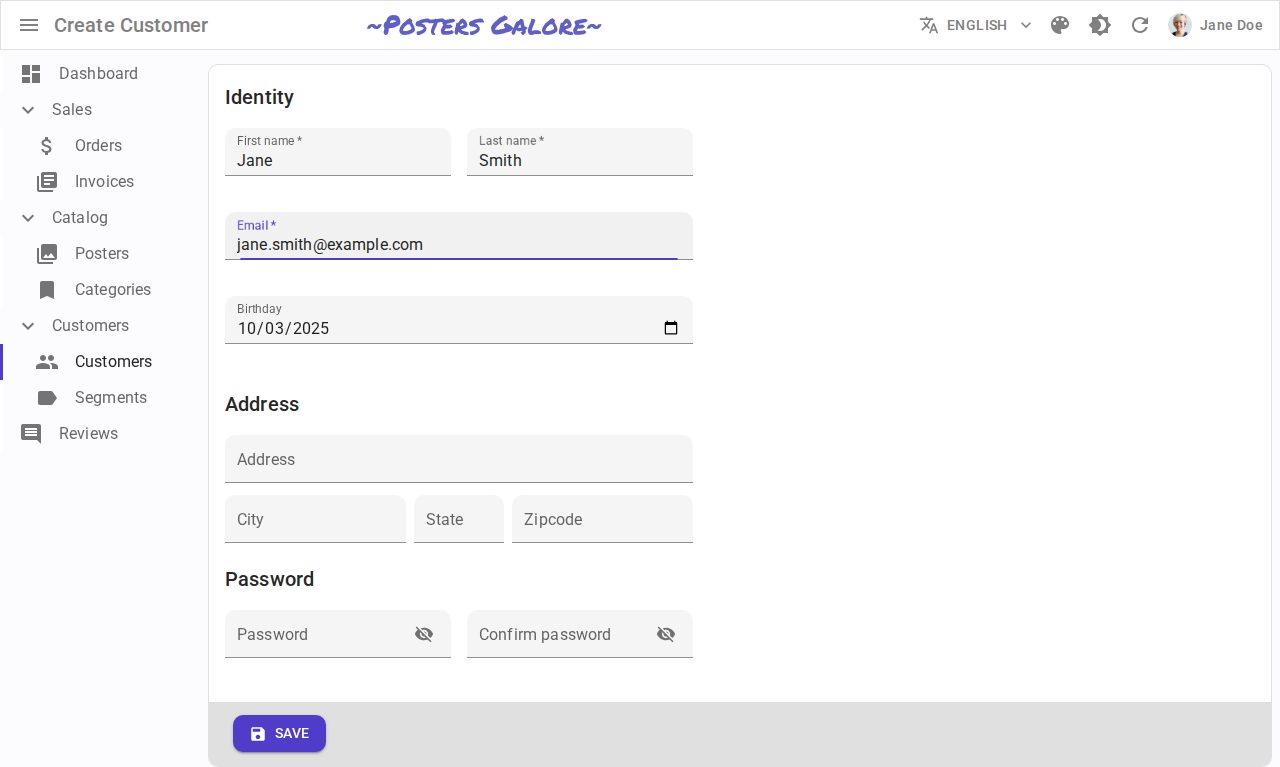 Create Customer
~Posters Galore~
ENGLISH
Jane Doe
Dashboard
Sales
Orders
Invoices
Catalog
Posters
Categories
Customers
Customers
Segments
Reviews
Identity
First name *
Jane
Last name *
Smith
Email *
jane.smith@example.com
Birthday
10/03/2025
Address
Address
City
State
Zipcode
Password
Password
Confirm password
SAVE